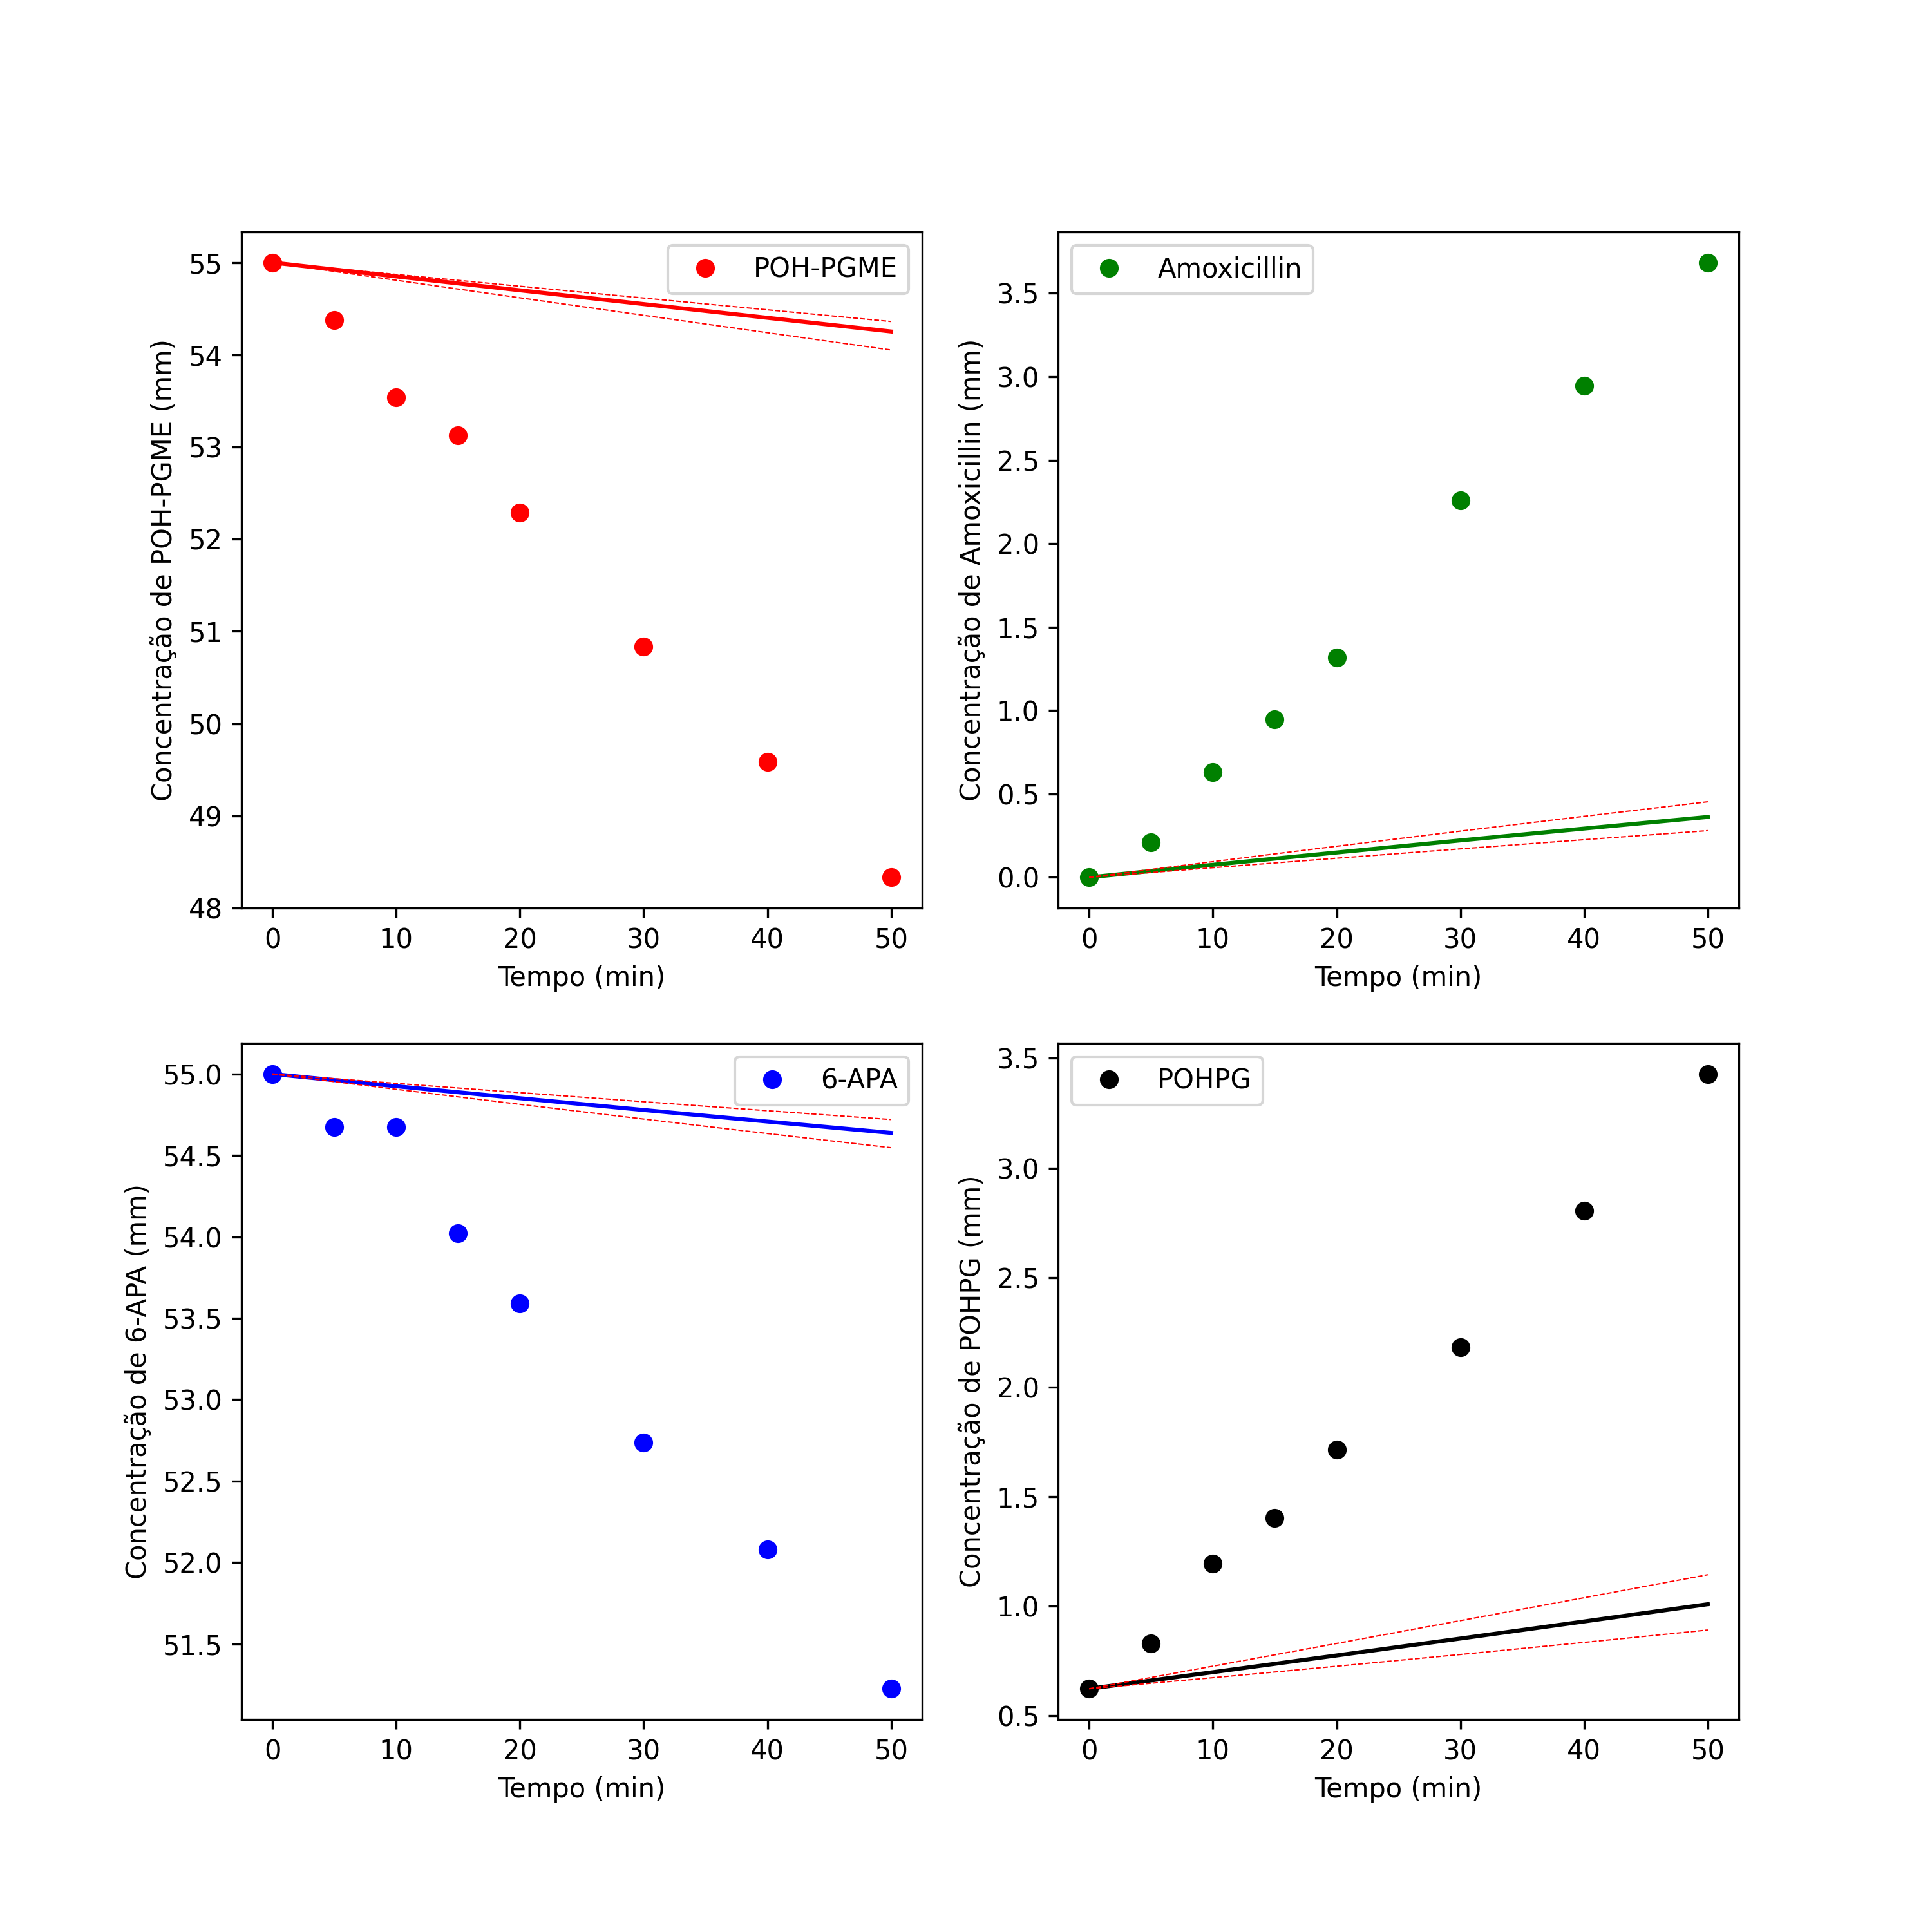 POH-PGME
Concentração de POH-PGME (mm)
55
54
53
52
51
50
49
48
0 10 20 30 40 50
Tempo (min)
Amoxicillin
Concentração de Amoxicillin (mm)
3.5
3.0
2.5
2.0
1.5
1.0
0.5
0.0
0 10 20 30 40 50
Tempo (min)
6-APA
Concentração de 6-APA (mm)
55.0
54.5
54.0
53.5
53.0
52.5
52.0
51.5
0 10 20 30 40 50
Tempo (min)
POHPG
Concentração de POHPG (mm)
3.5
3.0
2.5
2.0
1.5
1.0
0.5
0 10 20 30 40 50
Tempo (min)